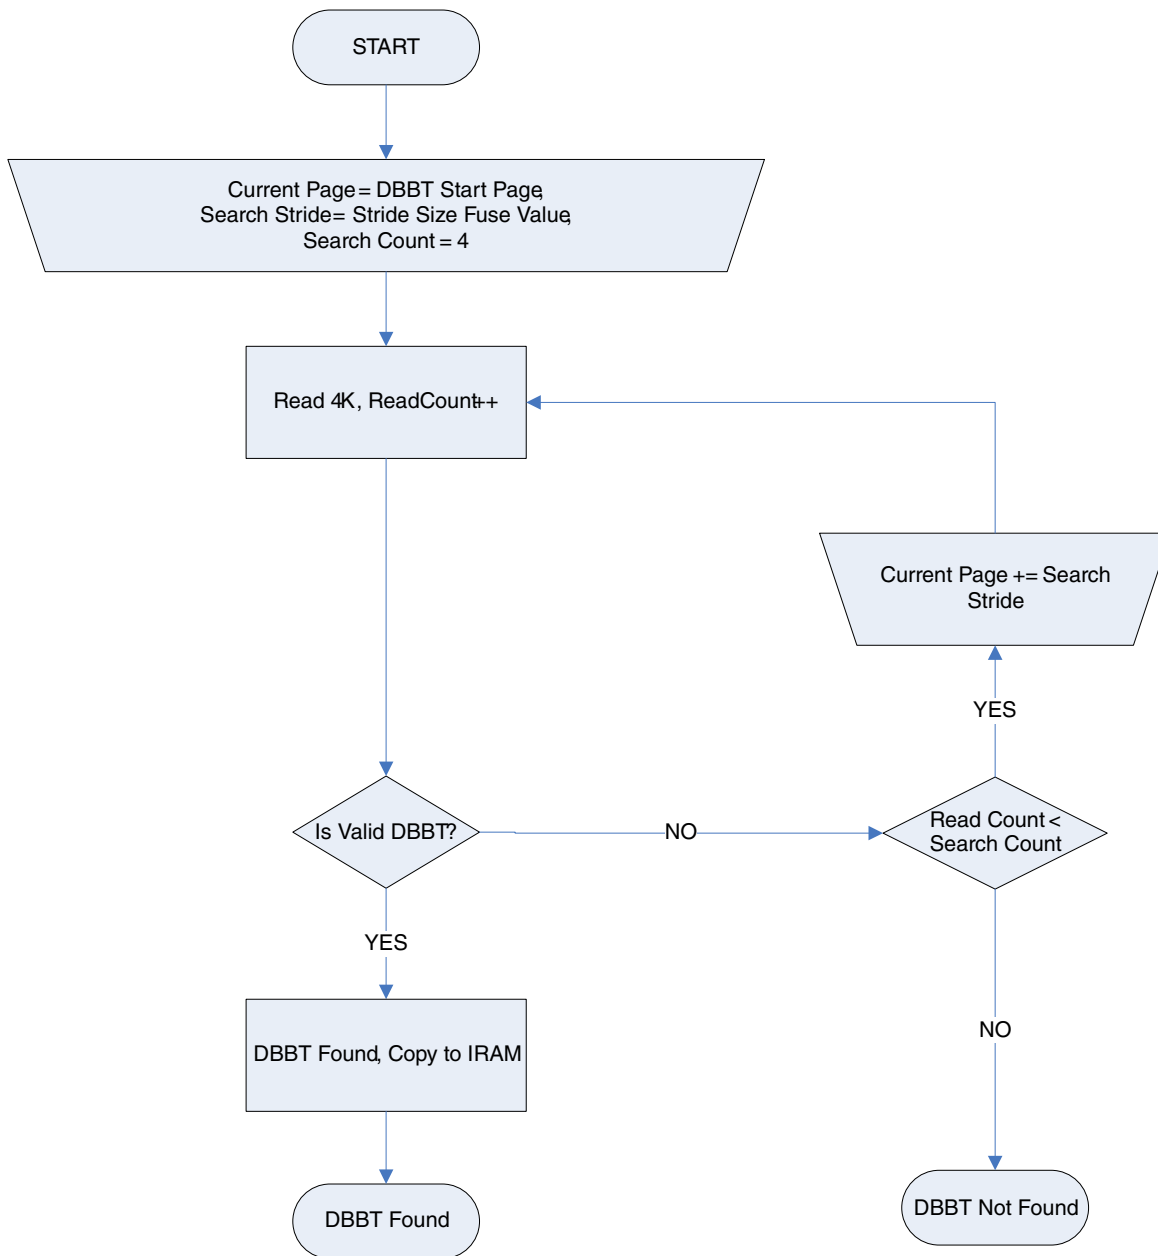 START
Current Page= DBBT Start Page,
Search Stride= Stride Size Fuse Value,
Search Count = 4
Read 4K, ReadCount++
Current Page += Search
Stride
YES
Is Valid DBBT?
NO
Read Count <
Search Count
YES
DBBT Found, Copy to IRAM
NO
DBBT Found
DBBT Not Found